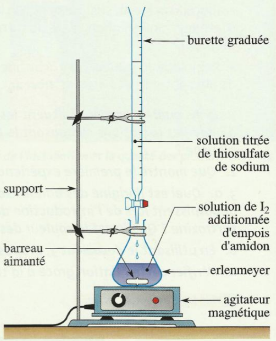 burette graduée
solution titrée
de thiosulfate
de sodium
support
solution de I₂
additionnée
d'empois
d'amidon
barreau
aimanté
erlenmeyer
agitateur
magnétique